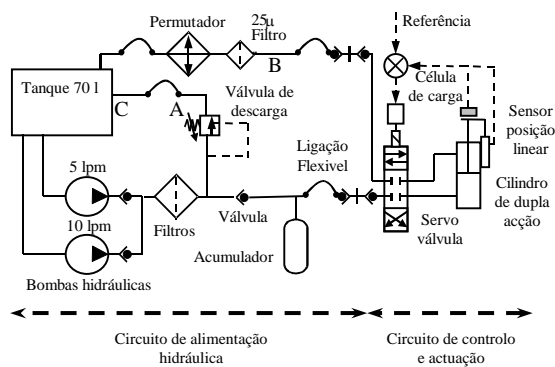 Permutador
25μ
Filtro
B
Referência
Tanque 70 l
C
A
Válvula de
descarga
Célula
de carga
Sensor
posição
linear
5 lpm
Ligação
Flexivel
10 lpm
Filtros
Válvula
Cilindro
de dupla
acção
Servo
válvula
Acumulador
Bombas hidráulicas
Circuito de alimentação
hidráulica
Circuito de controlo
e actuação